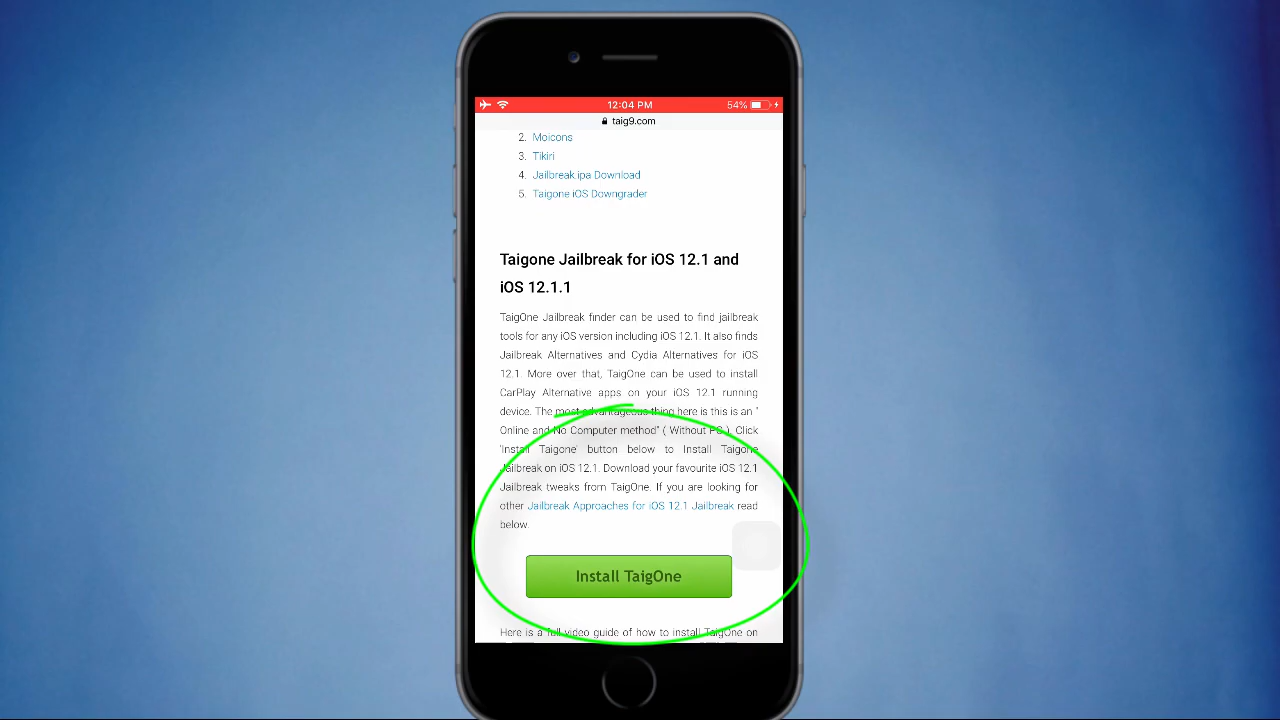 12:04 PM 54%
taig9.com
2. Moicons
3. Tikiri
4. Jailbreak ipa Download
5. Taigone iOS Downgrader
Taigone Jailbreak for iOS 12.1 and
iOS 12.1.1
TaigOne Jailbreak finder can be used to find jailbreak
tools for any iOS version including iOS 12.1. It also finds
Jailbreak Alternatives and Cydia Alternatives for iOS
12.1. More over that, TaigOne can be used to install
CarPlay Alternative apps on your iOS 12.1 running
device. The most advantageous thing here is this is an "
Online and No Computer method" ( Without PC ). Click
'Install Taigone' button below to Install Taigone
Jailbreak on iOS 12.1. Download your favourite iOS 12.1
Jailbreak tweaks from TaigOne. If you are looking for
other Jailbreak Approaches for iOS 12.1 Jailbreak read
below.
Install TaigOne
Here is a full video guide of how to install TaigOne on